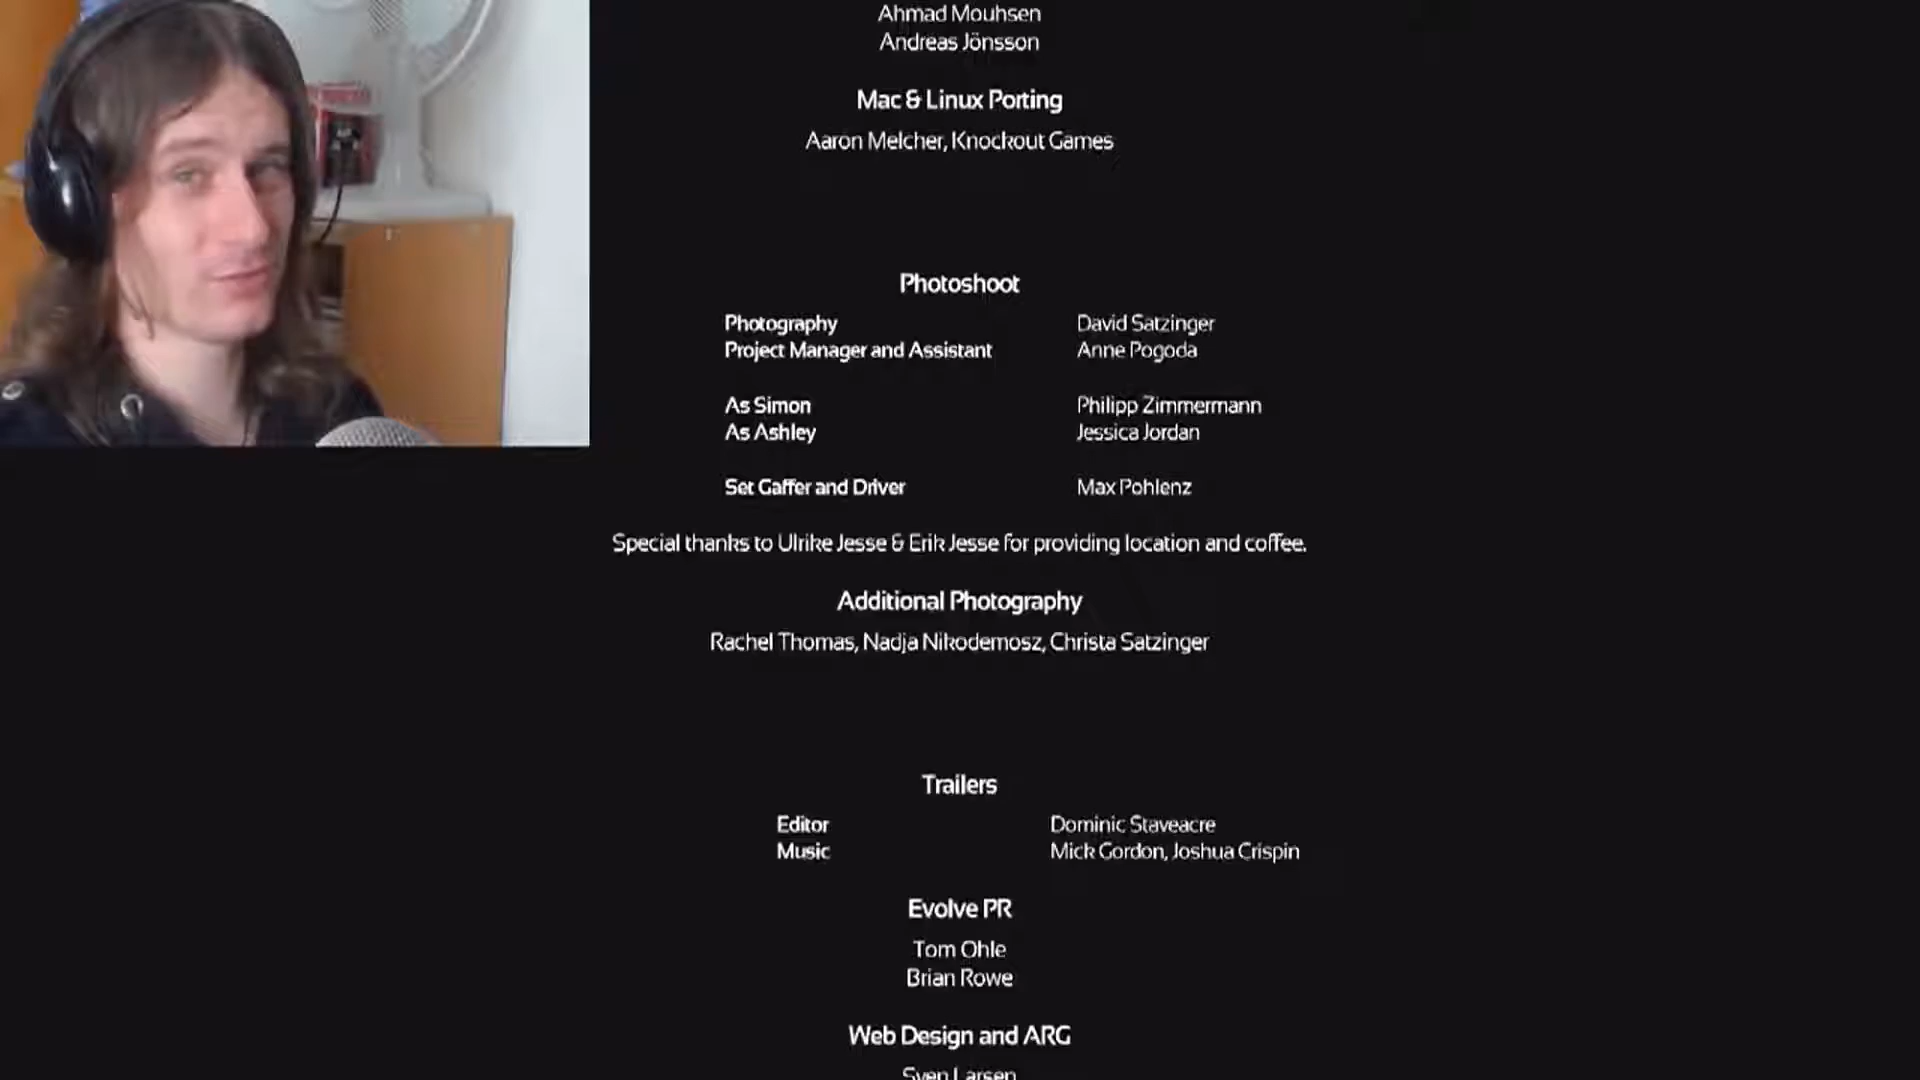 Ahmad Mouhsen
Andreas Jönsson
Mac & Linux Porting
Aaron Melcher, Knockout Games
Photoshoot
Photography David Satzinger
Project Manager and Assistant Anne Pogoda
As Simon Philipp Zimmermann
As Ashley Jessica Jordan
Set Gaffer and Driver Max Pohlenz
Special thanks to Ulrike Jesse & Erik Jesse for providing location and coffee.
Additional Photography
Rachel Thomas, Nadja Nikodemosz, Christa Satzinger
Trailers
Editor Dominic Staveacre
Music Mick Gordon, Joshua Crispin
Evolve PR
Tom Ohle
Brian Rowe
Web Design and ARG
Sven Larsen